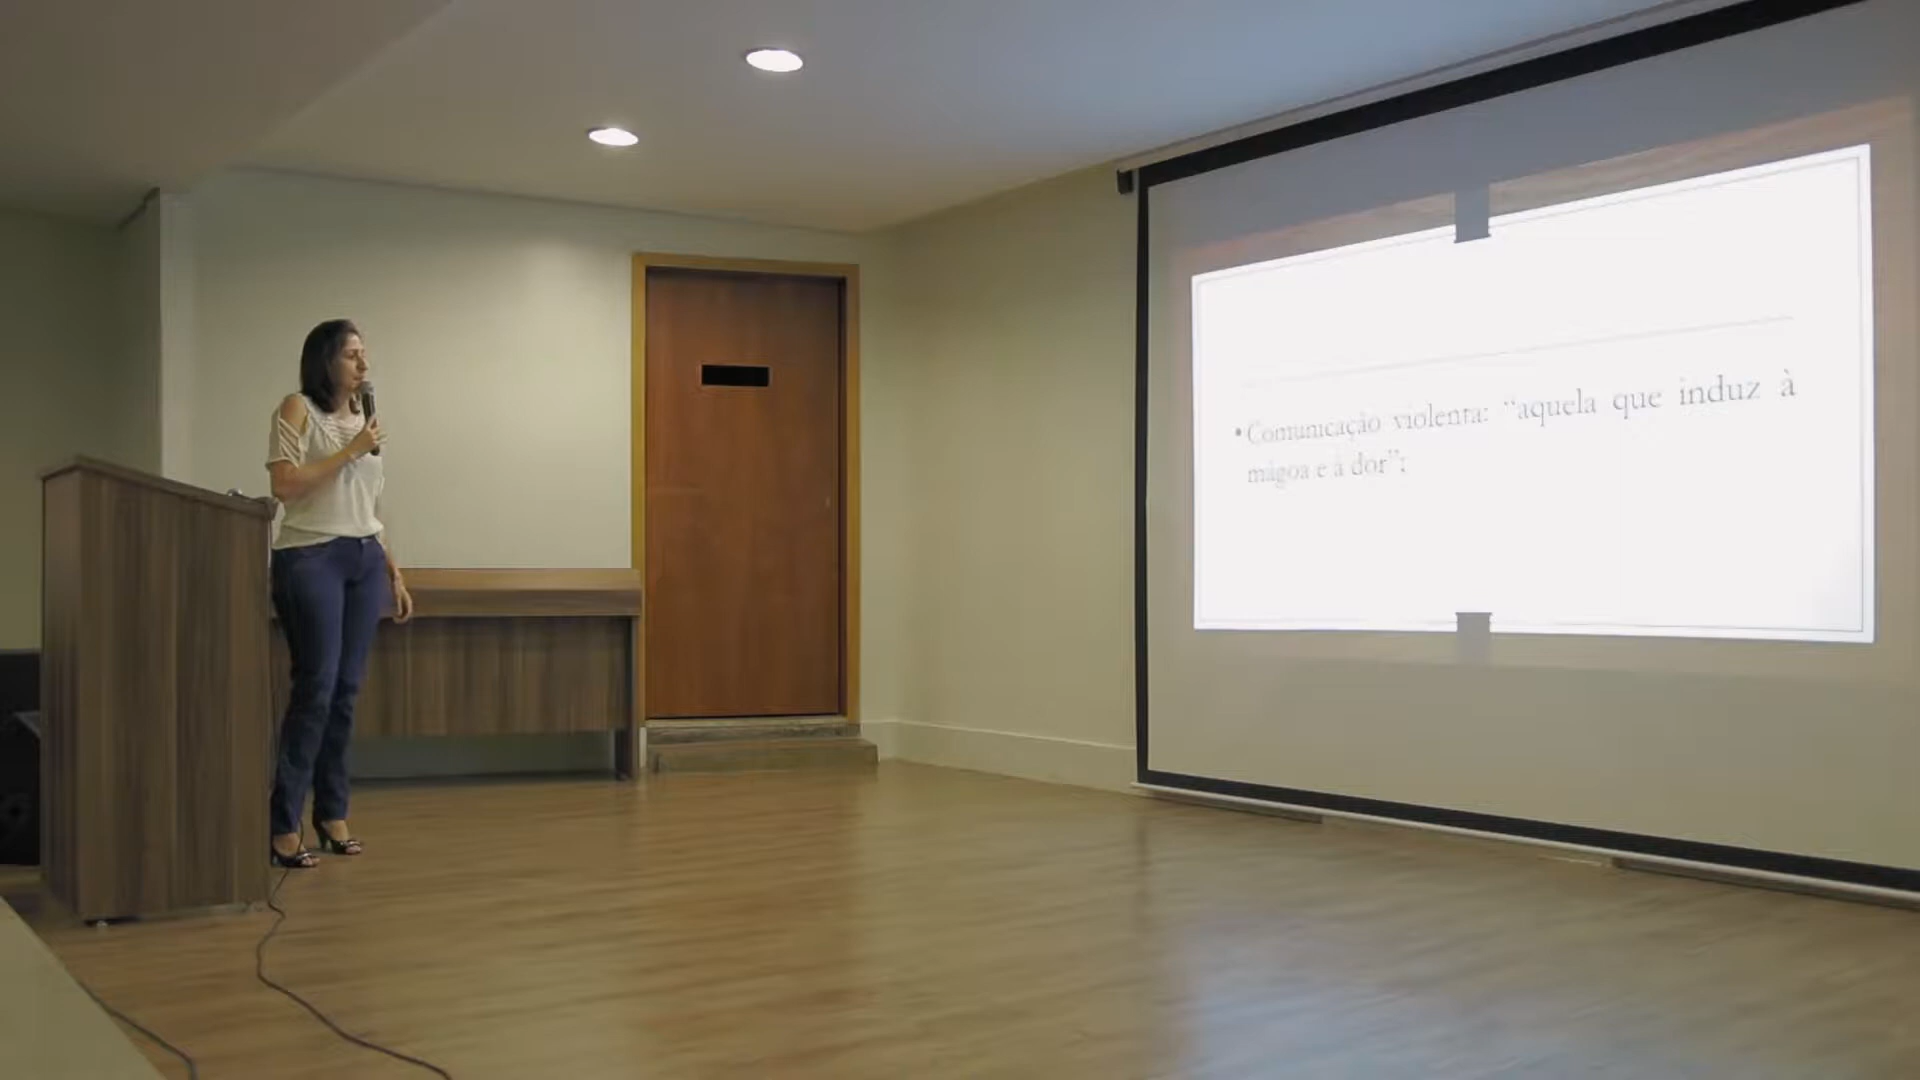 • Comunicação violenta: “aquela que induz à
mágoa e à dor”;